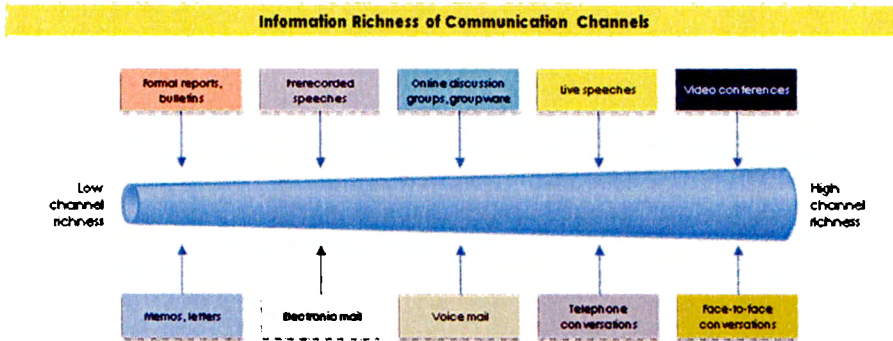 Information Richness of Communication Channels
Formal reports,
bulletins
Prerecorded
speeches
Online discussion
groups, groupware
Live speeches
Video conferences
Low
channel
richness
High
channel
richness
Memos, letters
Electronic mail
Voice mail
Telephone
conversations
Face-to-face
conversations